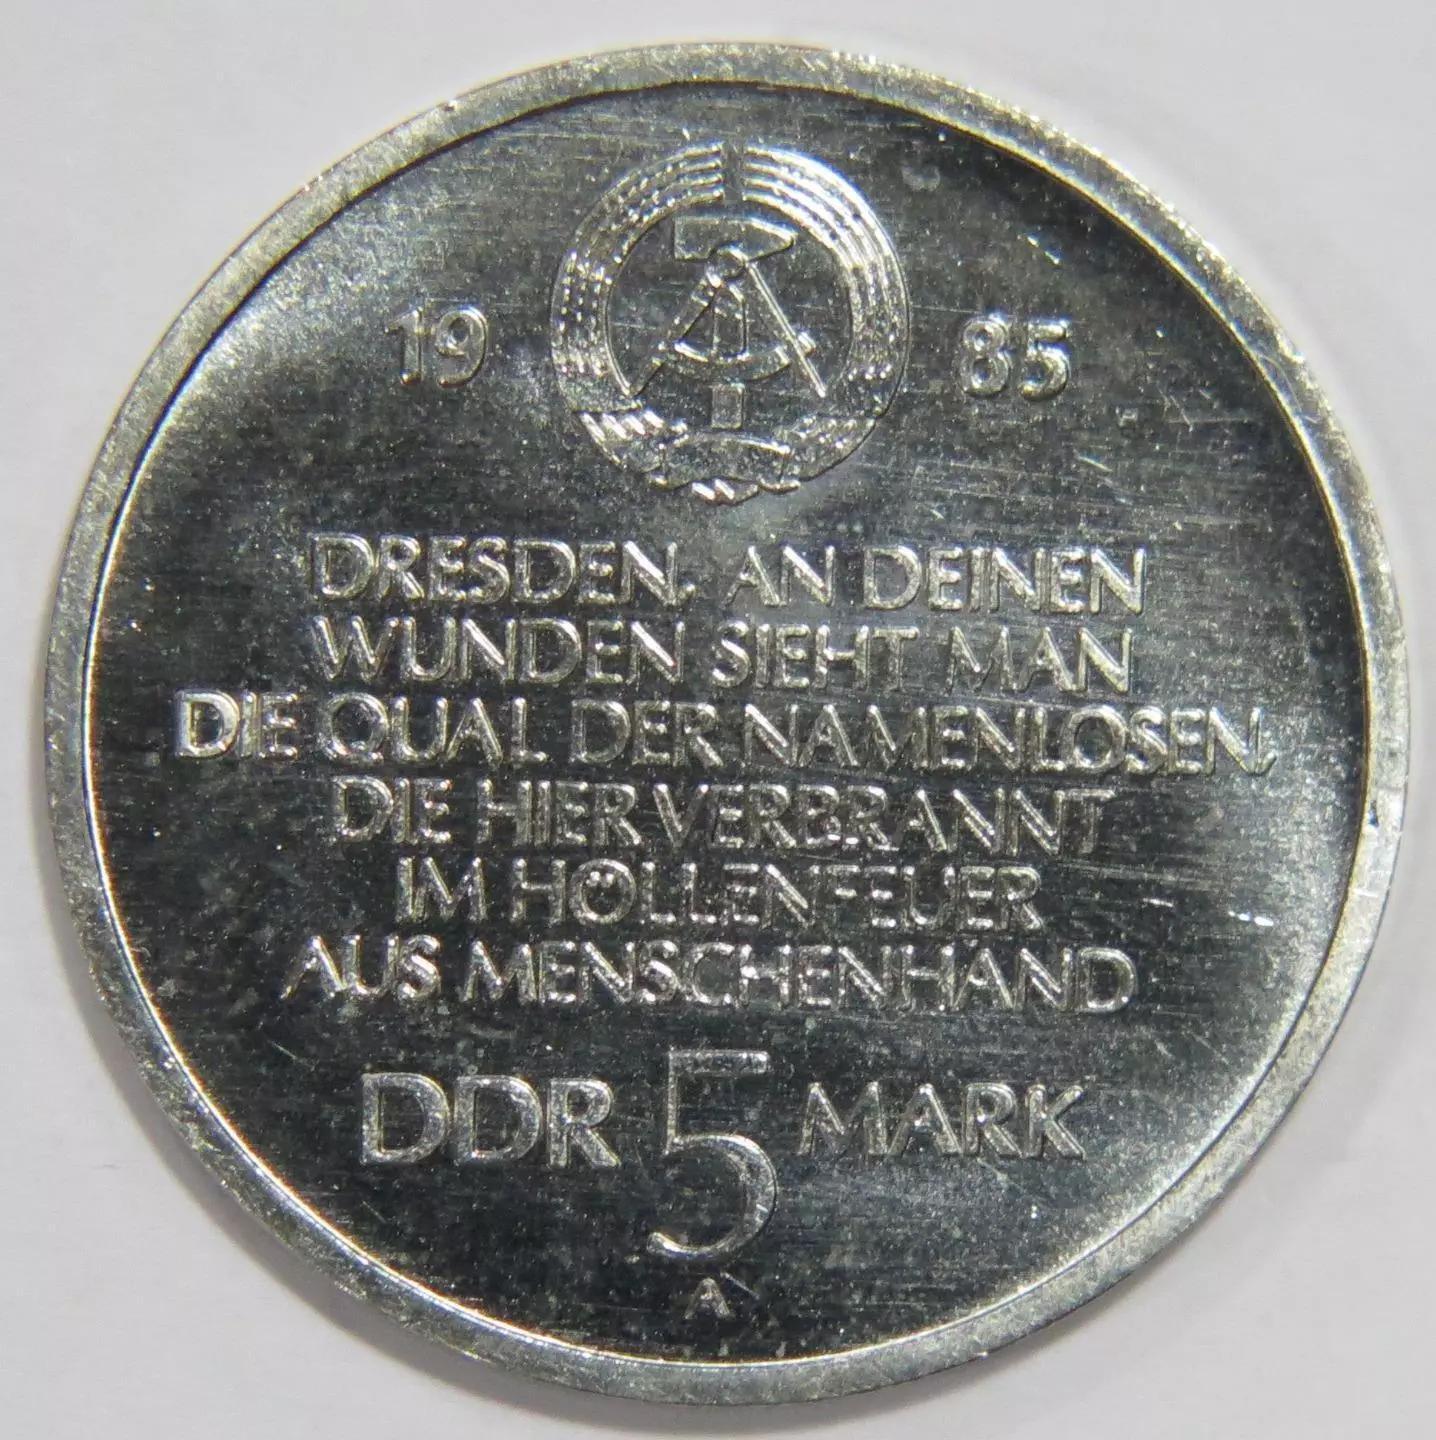 19 85
DRESDEN, AN DEINEN
WUNDEN SIEHT MAN
DIE QUAL DER NAMENLOSEN,
DIE HIER VERBRANNT
IM HÖLLENFEUER
AUS MENSCHENHAND
DDR 5 MARK
A